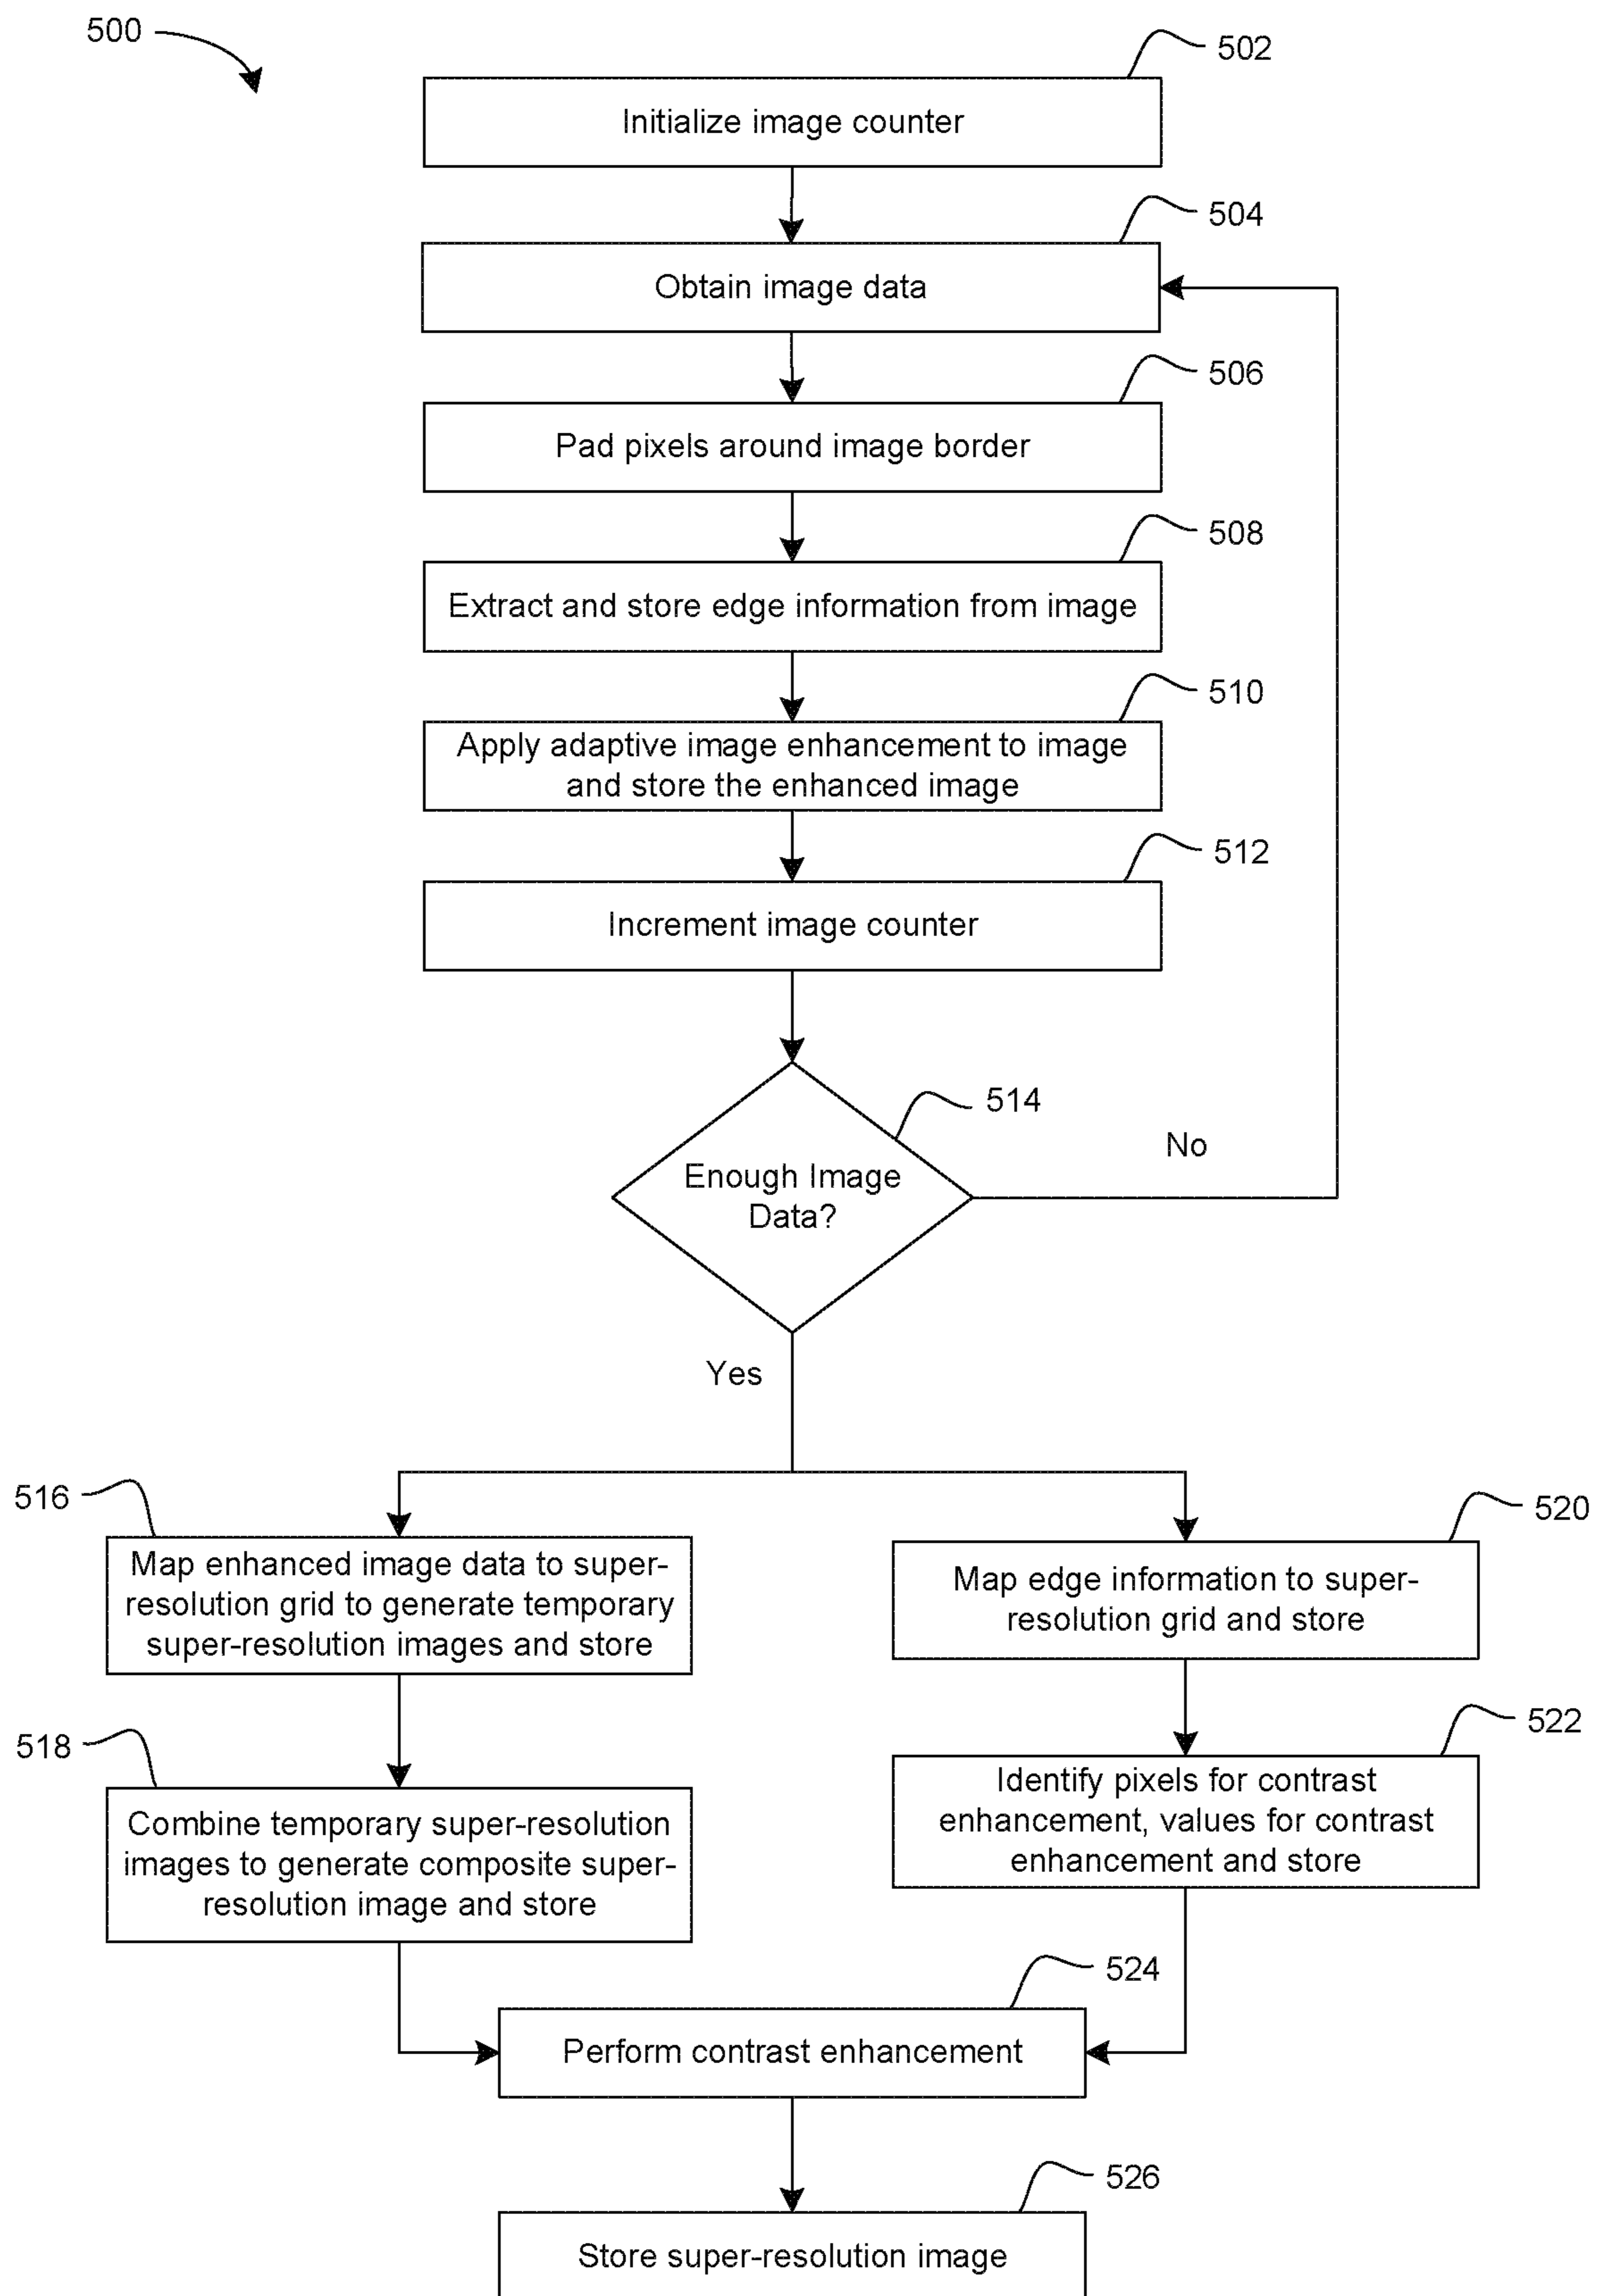 500
502
Initialize image counter
504
Obtain image data
506
Pad pixels around image border
508
Extract and store edge information from image
510
Apply adaptive image enhancement to image
and store the enhanced image
512
Increment image counter
514
Enough Image
Data?
No
Yes
516
Map enhanced image data to super-
resolution grid to generate temporary
super-resolution images and store
520
Map edge information to super-
resolution grid and store
518
Combine temporary super-resolution
images to generate composite super-
resolution image and store
522
Identify pixels for contrast
enhancement, values for contrast
enhancement and store
524
Perform contrast enhancement
526
Store super-resolution image